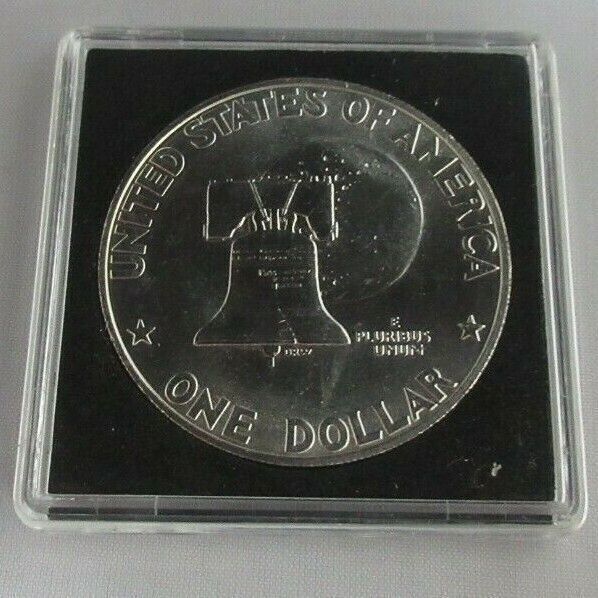 UNITED STATES OF AMERICA
E
PLURIBUS
UNUM
ONE DOLLAR